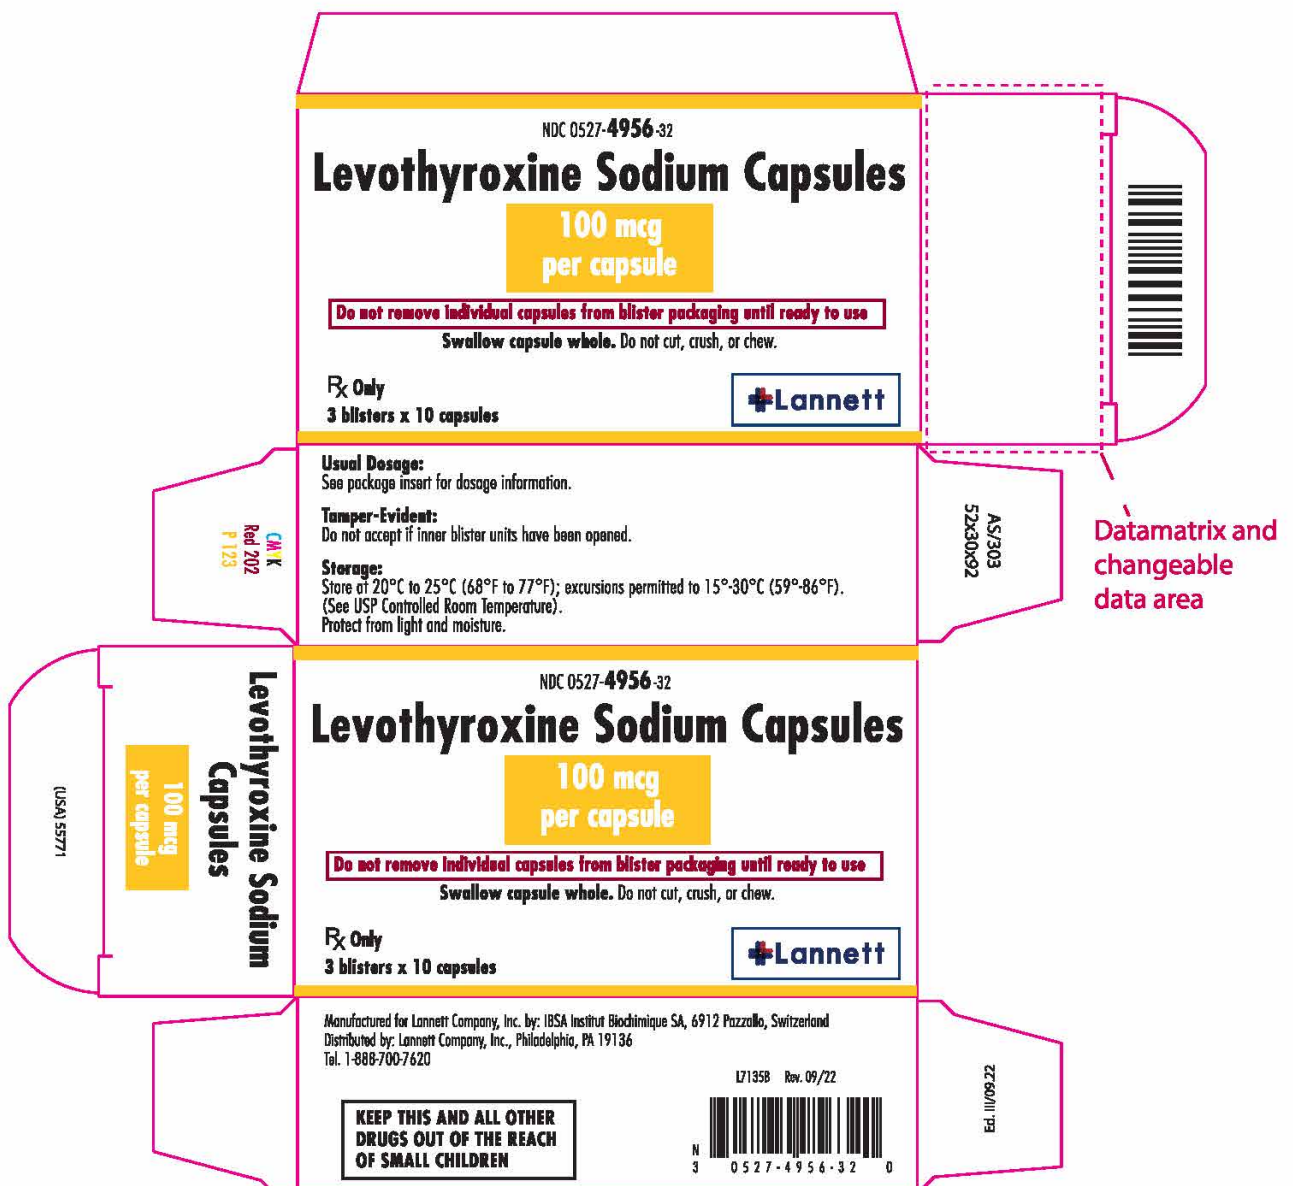 NDC 0527-4956-32
Levothyroxine Sodium Capsules
100 mcg
per capsule
Do not remove individual capsules from blister packaging until ready to use
Swallow capsule whole. Do not cut, crush, or chew.
Rx Only
3 blisters x 10 capsules
Lannett
Usual Dosage:
See package insert for dosage information.
Tamper-Evident:
Do not accept if inner blister units have been opened.
Storage:
Store at 20°C to 25°C (68°F to 77°F); excursions permitted to 15°-30°C (59°-86°F).
(See USP Controlled Room Temperature).
Protect from light and moisture.
CMYK
Red 202
P 123
AS/303
52x30x92
Datamatrix and
changeable
data area
NDC 0527-4956-32
Levothyroxine Sodium Capsules
100 mcg
per capsule
Do not remove individual capsules from blister packaging until ready to use
Swallow capsule whole. Do not cut, crush, or chew.
Rx Only
3 blisters x 10 capsules
Lannett
Levothyroxine Sodium
Capsules
100 mcg
per capsule
(USA) 55771
Manufactured for Lannett Company, Inc. by: IBSA Institut Biochimique SA, 6912 Pazzallo, Switzerland
Distributed by: Lannett Company, Inc., Philadelphia, PA 19136
Tel. 1-888-700-7620
L7135B Rev. 09/22
KEEP THIS AND ALL OTHER
DRUGS OUT OF THE REACH
OF SMALL CHILDREN
N
3 0527-4956-32 0
Ed. III/09.22